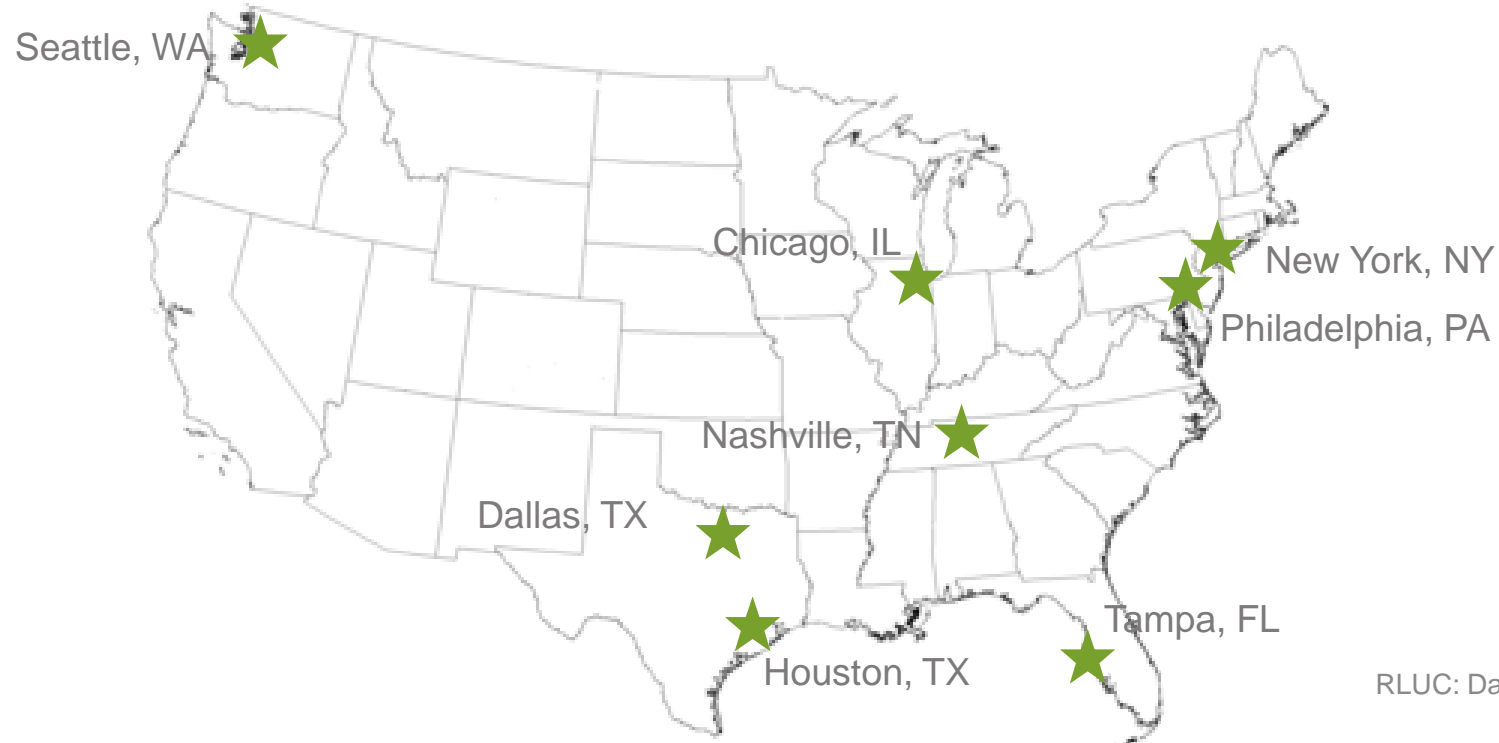 Seattle, WA
Chicago, IL
New York, NY
Philadelphia, PA
Nashville, TN
Dallas, TX
Tampa, FL
Houston, TX
RLUC: Da